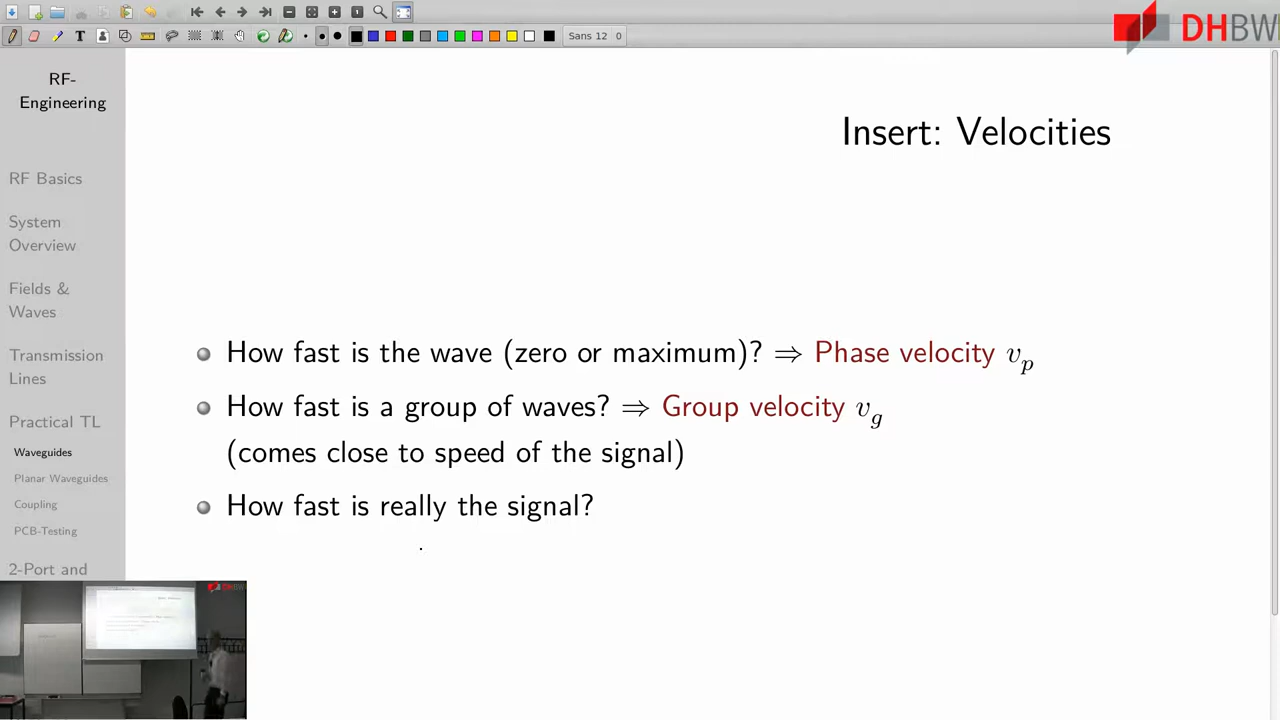 Sans 12 0
DHBW
RF-
Engineering
Insert: Velocities
RF Basics
System
Overview
Fields &
Waves
Transmission
Lines
Practical TL
Waveguides
Planar Waveguides
Coupling
PCB-Testing
2-Port and
How fast is the wave (zero or maximum)? ⇒ Phase velocity vₚ
How fast is a group of waves? ⇒ Group velocity v_g
(comes close to speed of the signal)
How fast is really the signal?
DHBW